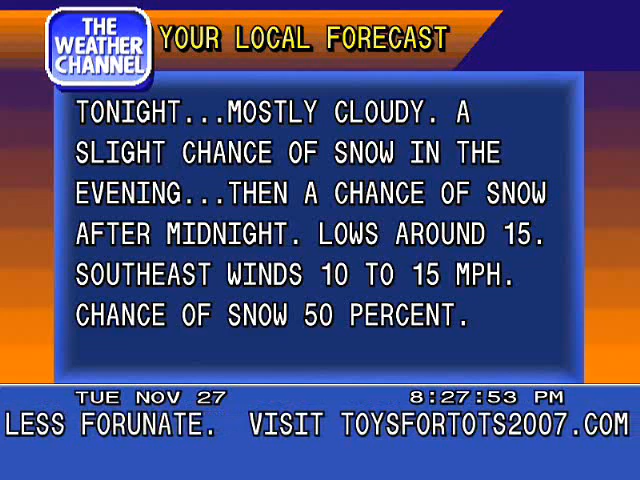 THE
WEATHER
CHANNEL
YOUR LOCAL FORECAST
TONIGHT...MOSTLY CLOUDY. A
SLIGHT CHANCE OF SNOW IN THE
EVENING...THEN A CHANCE OF SNOW
AFTER MIDNIGHT. LOWS AROUND 15.
SOUTHEAST WINDS 10 TO 15 MPH.
CHANCE OF SNOW 50 PERCENT.
TUE NOV 27 8:27:53 PM
LESS FORUNATE. VISIT TOYSFORTOTS2007.COM